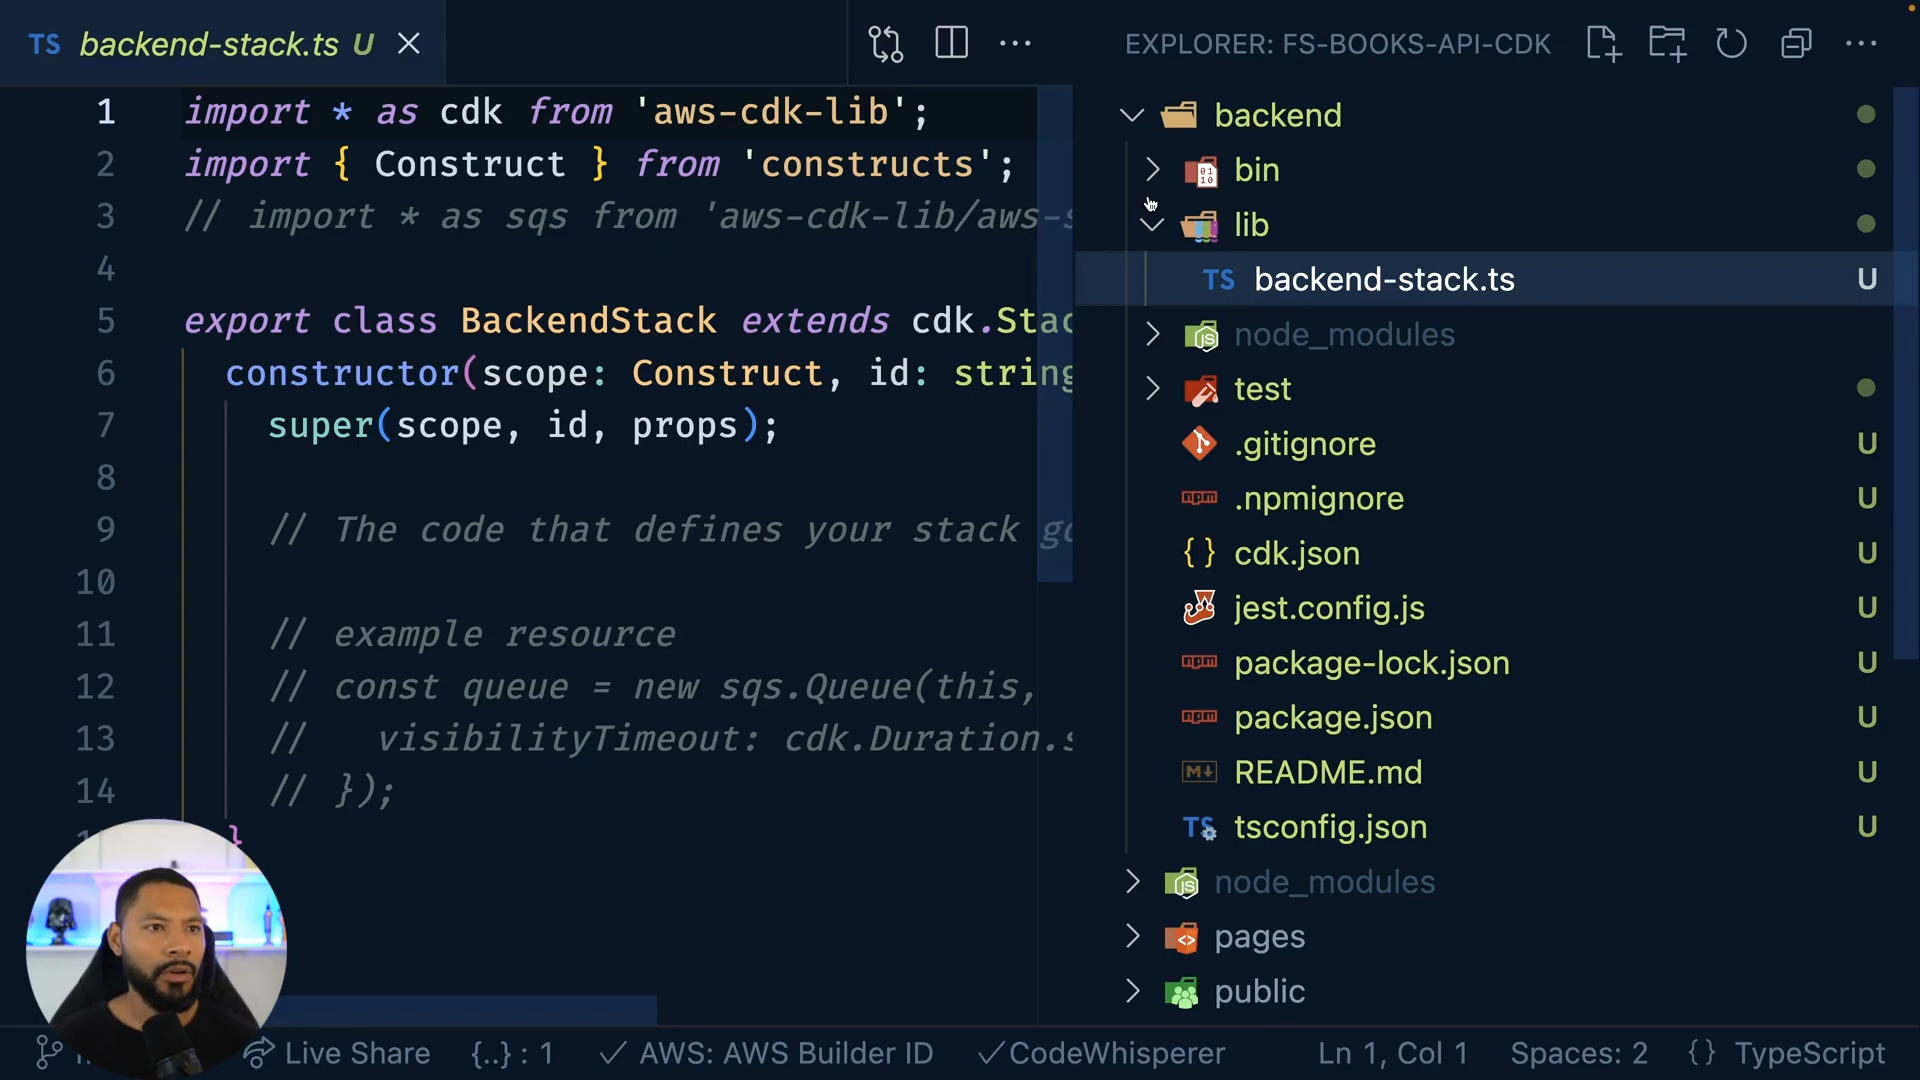 TS backend-stack.ts U
EXPLORER: FS-BOOKS-API-CDK
1 import * as cdk from 'aws-cdk-lib';
2 import { Construct } from 'constructs';
3 // import * as sqs from 'aws-cdk-lib/aws-s
4
5 export class BackendStack extends cdk.Stac
6 constructor(scope: Construct, id: string
7 super(scope, id, props);
8
9 // The code that defines your stack go
10
11 // example resource
12 // const queue = new sqs.Queue(this,
13 // visibilityTimeout: cdk.Duration.s
14 // });
}
backend
bin
lib
TS backend-stack.ts U
node_modules
test
.gitignore U
.npmignore U
{ } cdk.json U
jest.config.js U
package-lock.json U
package.json U
README.md U
TS tsconfig.json U
node_modules
pages
public
Live Share {..} : 1 AWS: AWS Builder ID CodeWhisperer Ln 1, Col 1 Spaces: 2 { } TypeScript